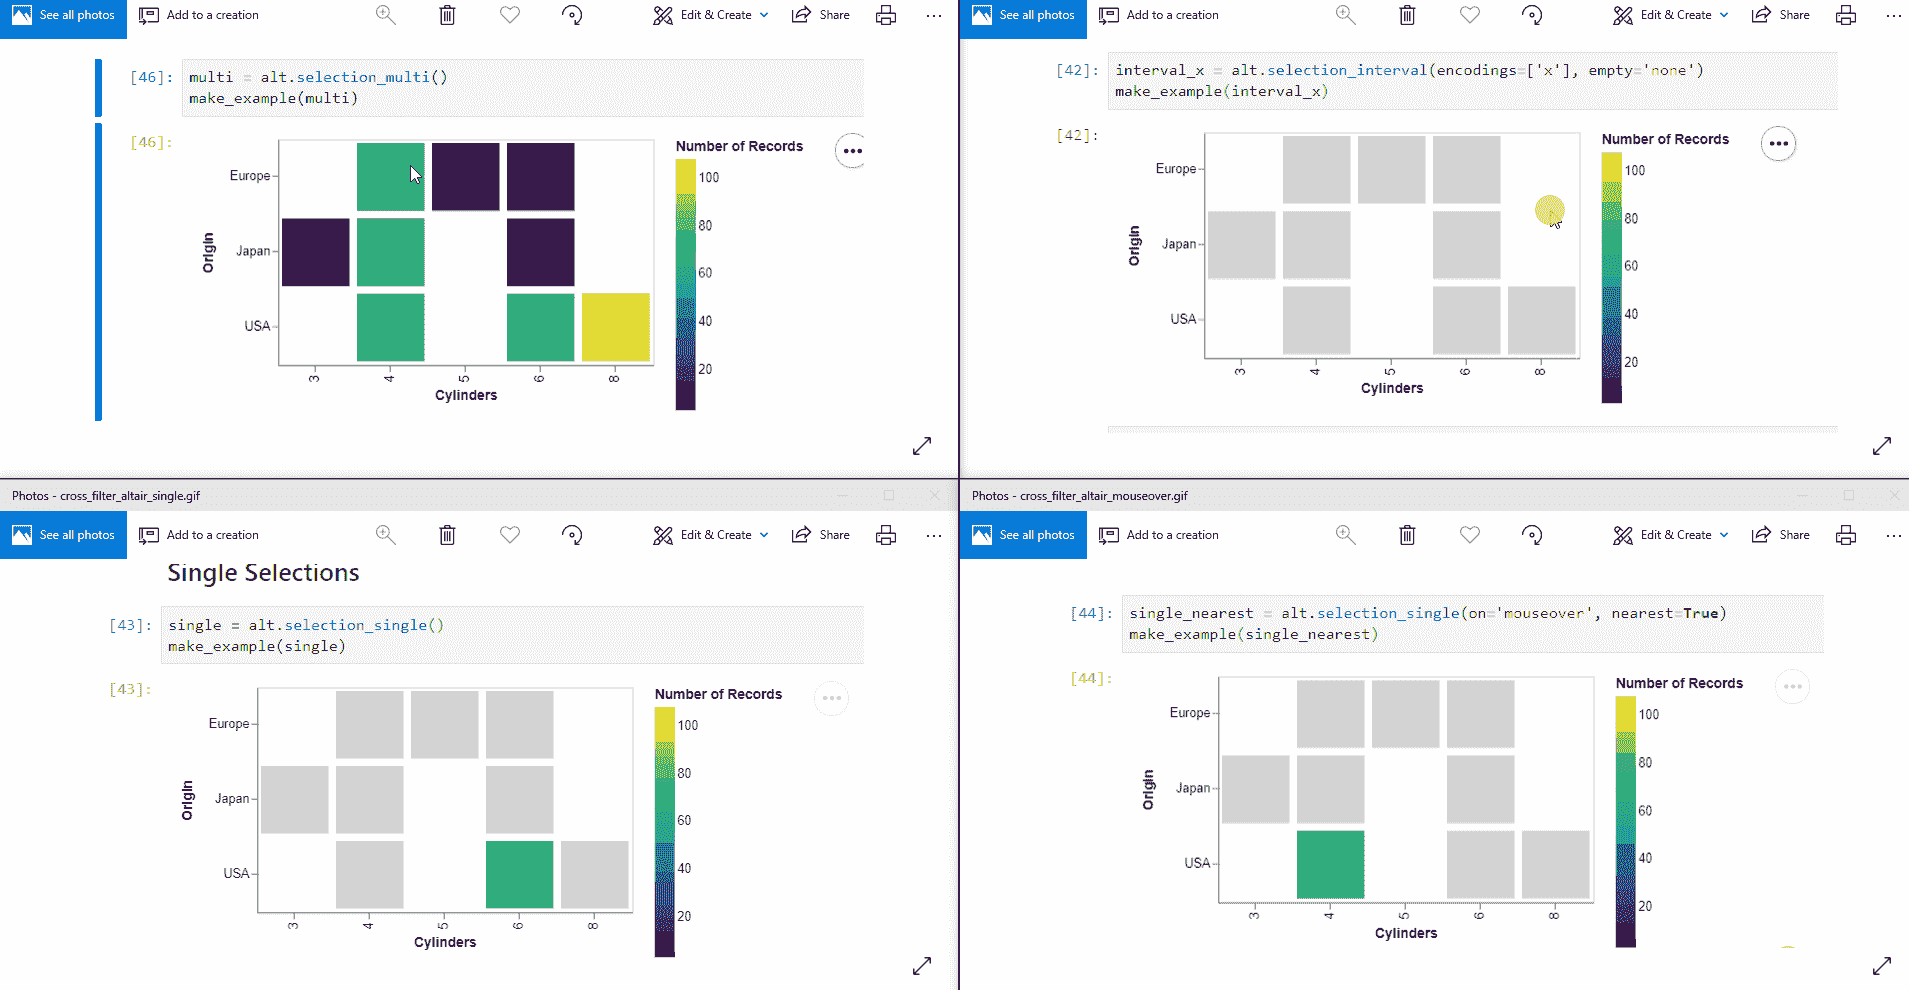 See all photos Add to a creation Edit & Create Share
[46]: multi = alt.selection_multi()
make_example(multi)
[46]:
Number of Records
Europe
Japan
USA
Origin
3 4 5 6 8
Cylinders
100
80
60
40
20
See all photos Add to a creation Edit & Create Share
[42]: interval_x = alt.selection_interval(encodings=['x'], empty='none')
make_example(interval_x)
[42]:
Number of Records
Europe
Japan
USA
Origin
3 4 5 6 8
Cylinders
100
80
60
40
20
Photos - cross_filter_altair_single.gif
See all photos Add to a creation Edit & Create Share
Single Selections
[43]: single = alt.selection_single()
make_example(single)
[43]:
Number of Records
Europe
Japan
USA
Origin
3 4 5 6 8
Cylinders
100
80
60
40
20
Photos - cross_filter_altair_mouseover.gif
See all photos Add to a creation Edit & Create Share
[44]: single_nearest = alt.selection_single(on='mouseover', nearest=True)
make_example(single_nearest)
[44]:
Number of Records
Europe
Japan
USA
Origin
3 4 5 6 8
Cylinders
100
80
60
40
20